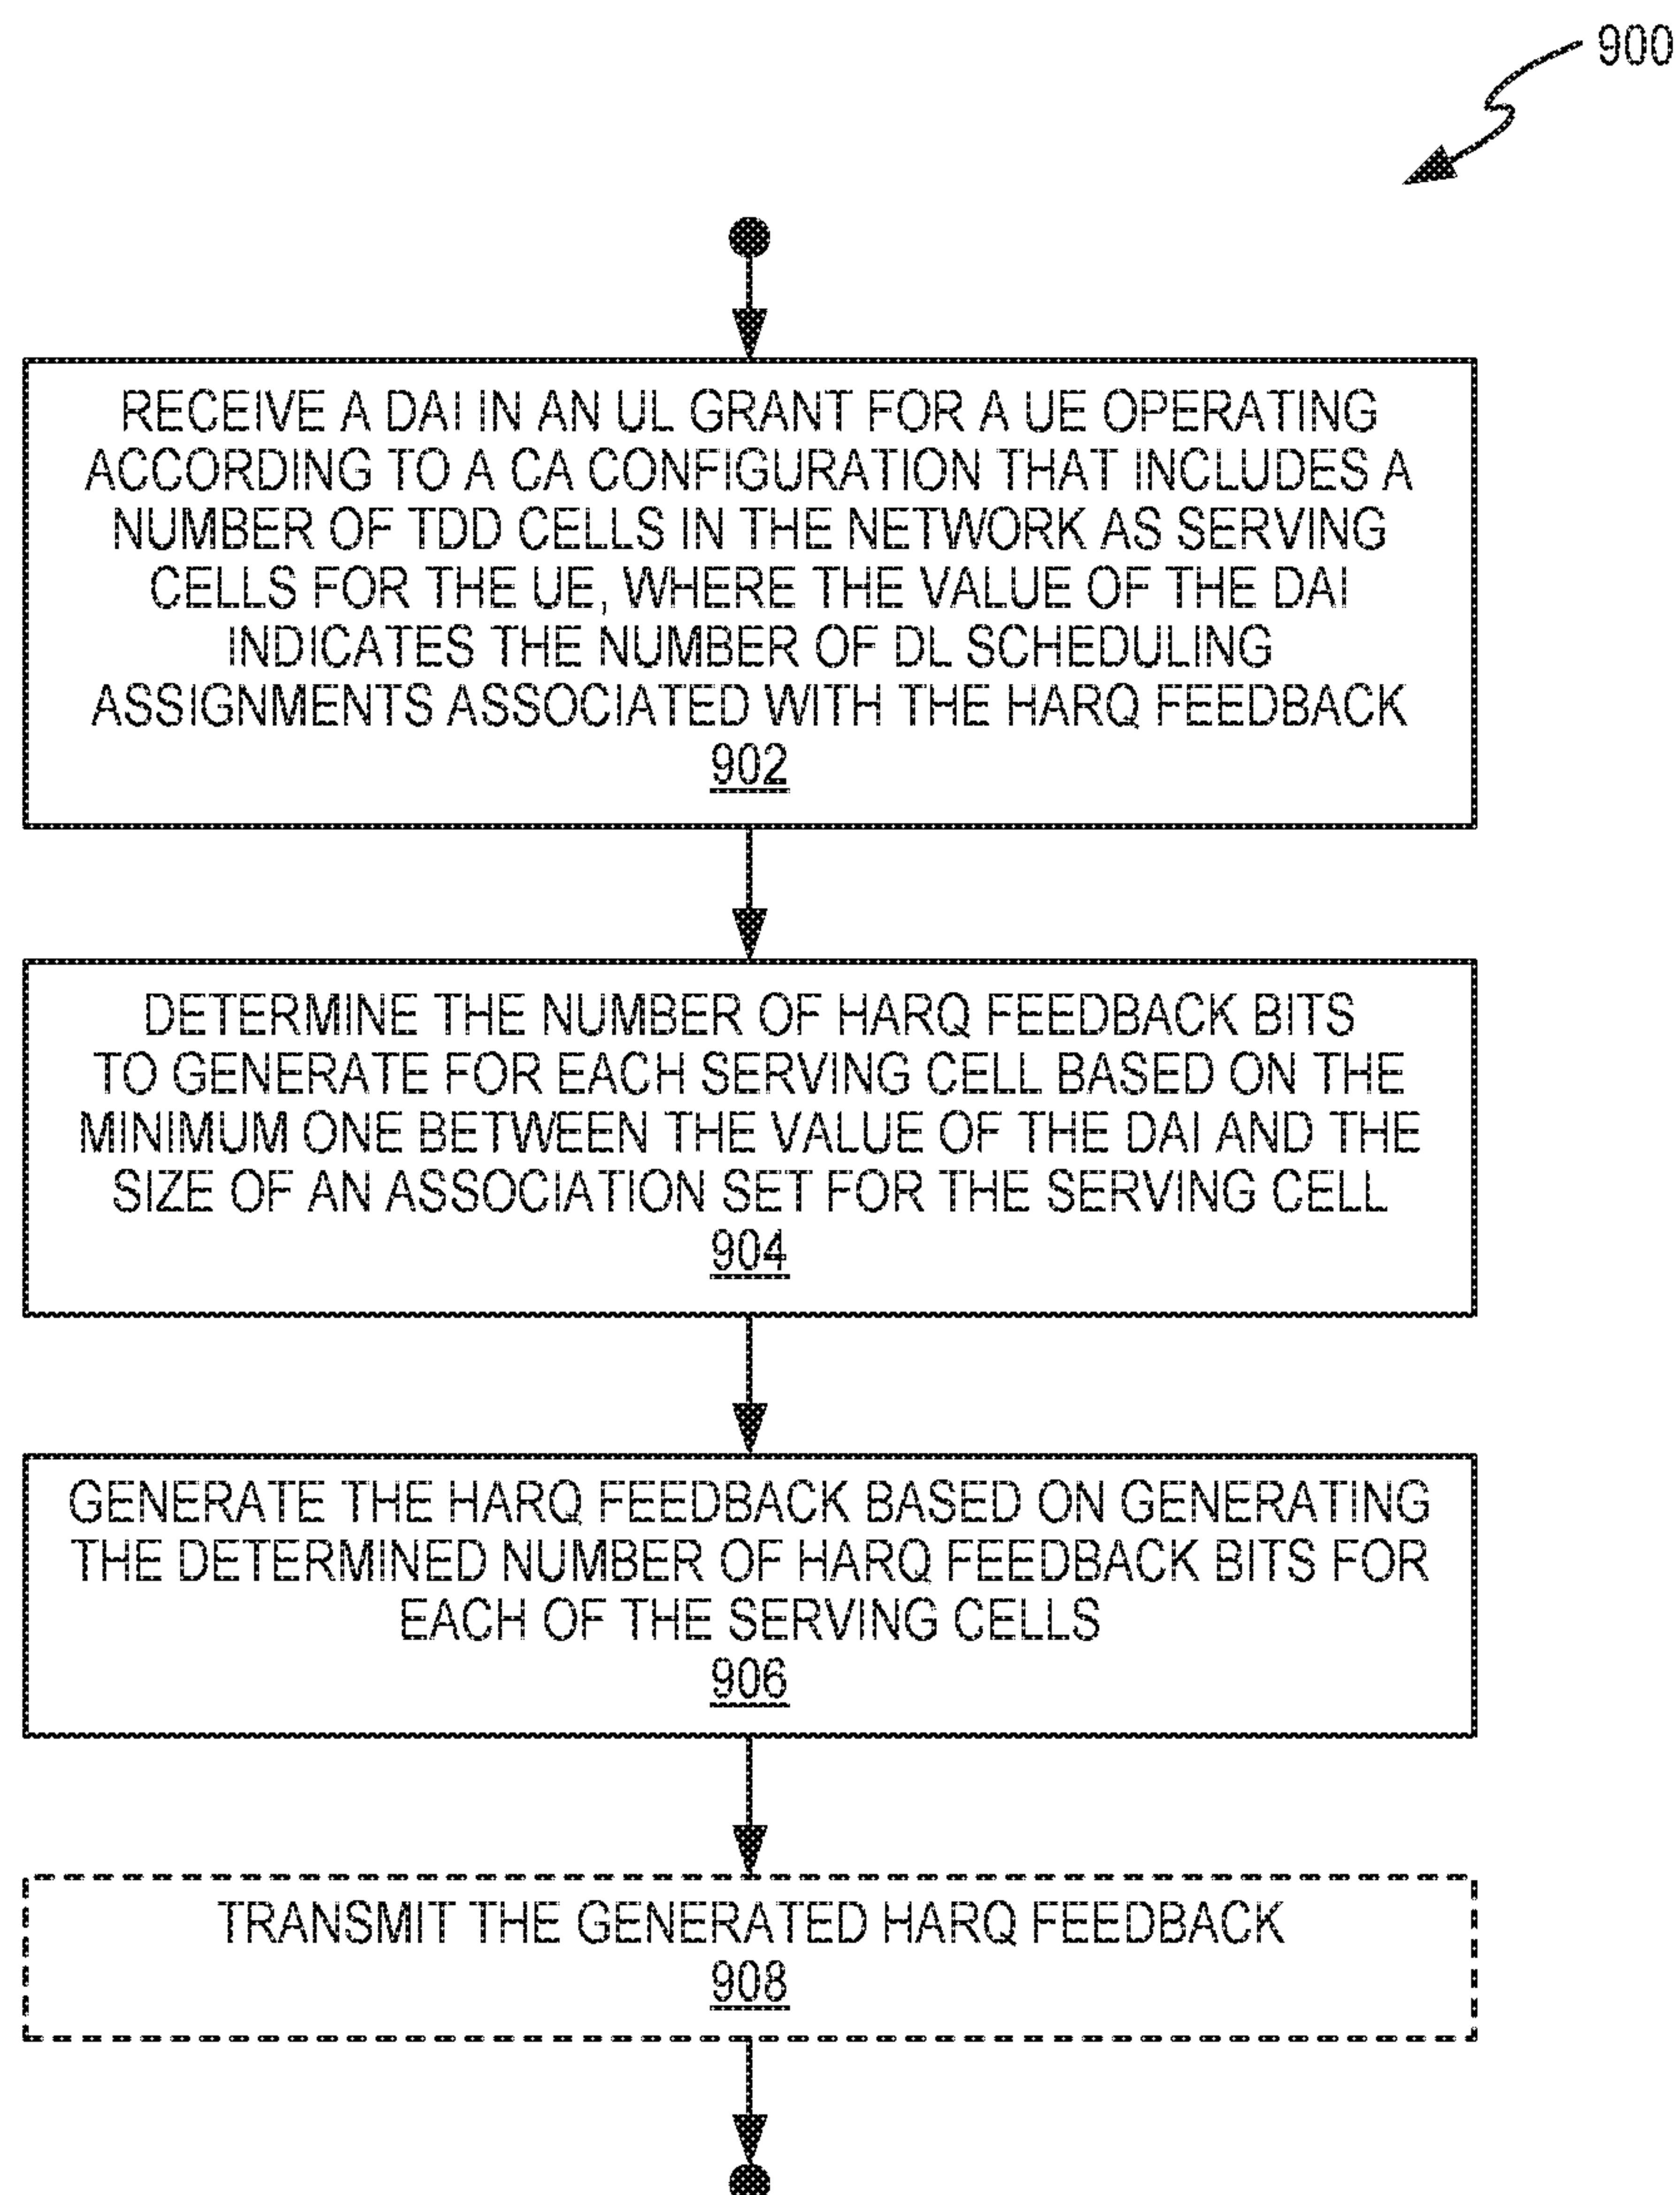 900
RECEIVE A DAI IN AN UL GRANT FOR A UE OPERATING
ACCORDING TO A CA CONFIGURATION THAT INCLUDES A
NUMBER OF TDD CELLS IN THE NETWORK AS SERVING
CELLS FOR THE UE, WHERE THE VALUE OF THE DAI
INDICATES THE NUMBER OF DL SCHEDULING
ASSIGNMENTS ASSOCIATED WITH THE HARQ FEEDBACK
902
DETERMINE THE NUMBER OF HARQ FEEDBACK BITS
TO GENERATE FOR EACH SERVING CELL BASED ON THE
MINIMUM ONE BETWEEN THE VALUE OF THE DAI AND THE
SIZE OF AN ASSOCIATION SET FOR THE SERVING CELL
904
GENERATE THE HARQ FEEDBACK BASED ON GENERATING
THE DETERMINED NUMBER OF HARQ FEEDBACK BITS FOR
EACH OF THE SERVING CELLS
906
TRANSMIT THE GENERATED HARQ FEEDBACK
908